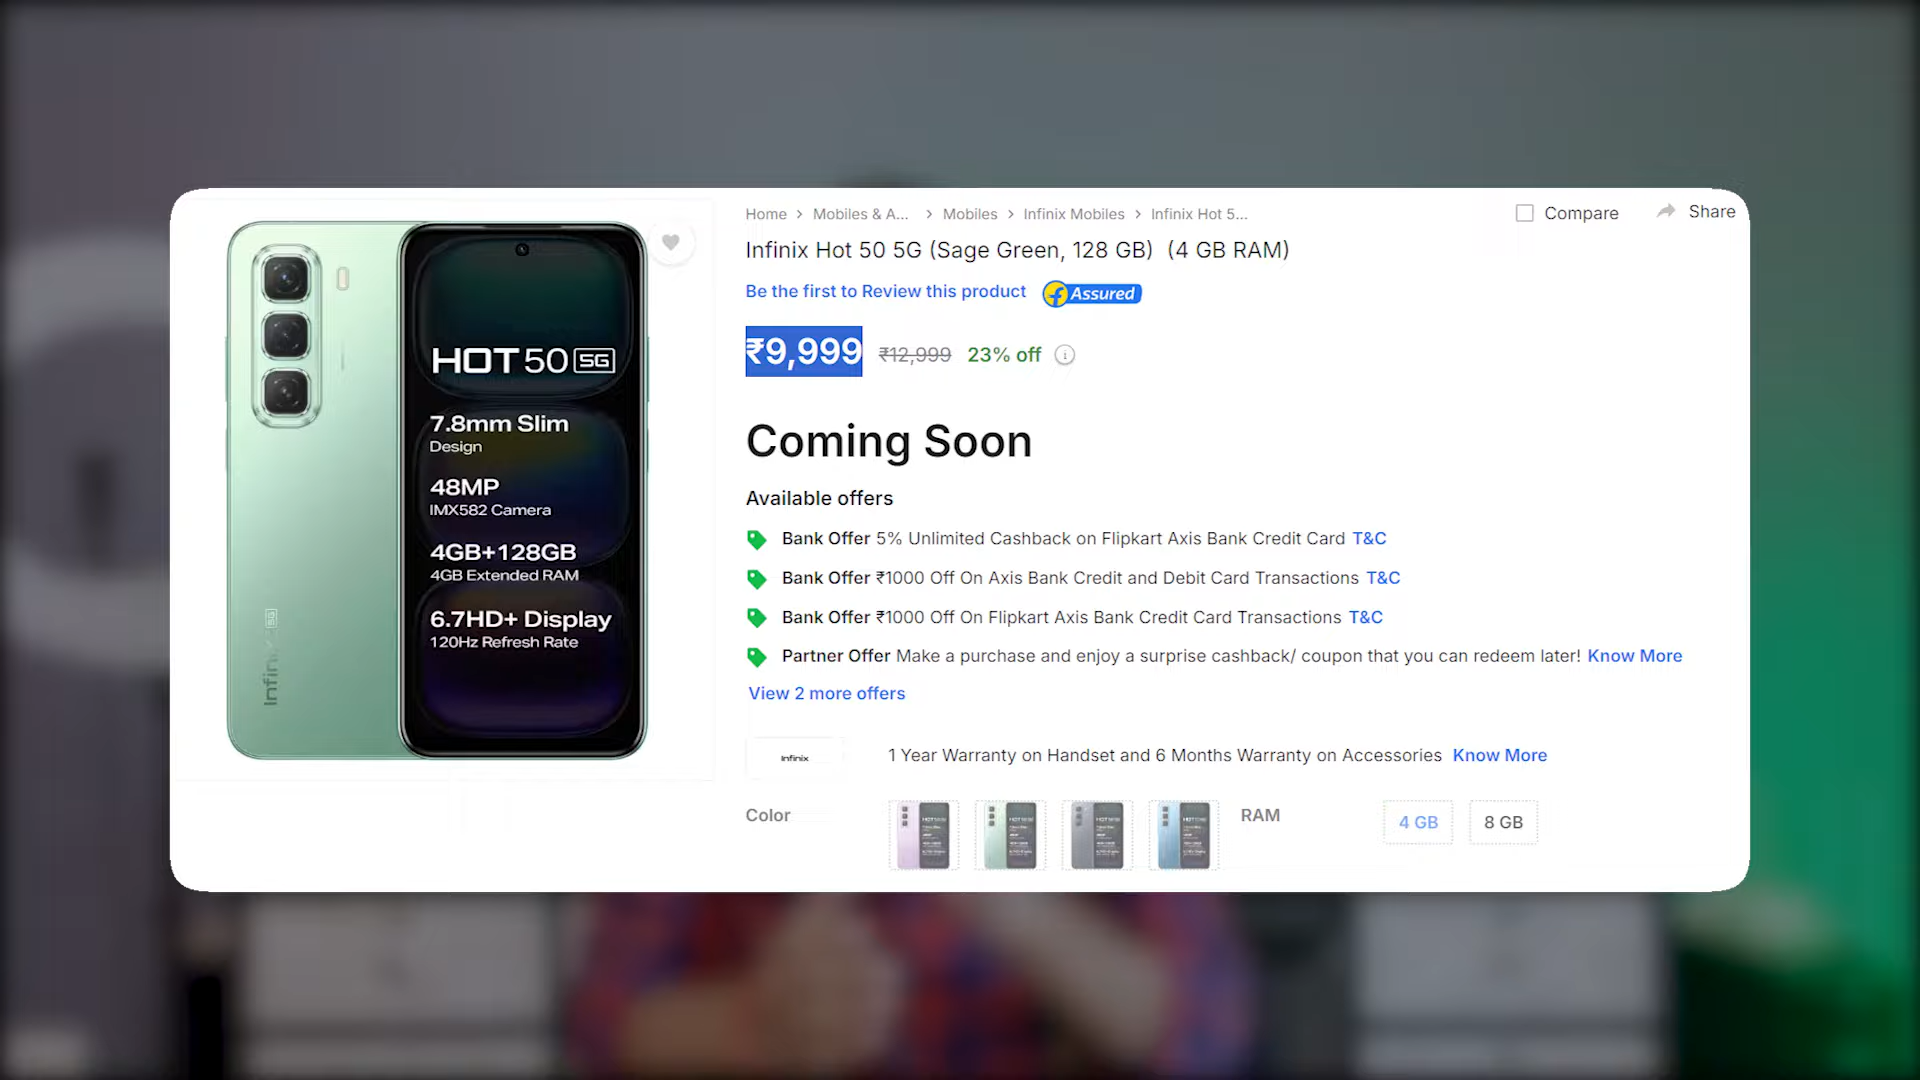 Home > Mobiles & A... > Mobiles > Infinix Mobiles > Infinix Hot 5...
Compare
Share
Infinix Hot 50 5G (Sage Green, 128 GB) (4 GB RAM)
Be the first to Review this product
Assured
₹9,999 ₹12,999 23% off
Coming Soon
Available offers
Bank Offer 5% Unlimited Cashback on Flipkart Axis Bank Credit Card T&C
Bank Offer ₹1000 Off On Axis Bank Credit and Debit Card Transactions T&C
Bank Offer ₹1000 Off On Flipkart Axis Bank Credit Card Transactions T&C
Partner Offer Make a purchase and enjoy a surprise cashback/ coupon that you can redeem later! Know More
View 2 more offers
Infinix
1 Year Warranty on Handset and 6 Months Warranty on Accessories Know More
Color
RAM
4 GB
8 GB
HOT 50 5G
7.8mm Slim
Design
48MP
IMX582 Camera
4GB+128GB
4GB Extended RAM
6.7HD+ Display
120Hz Refresh Rate
Infinix 5G